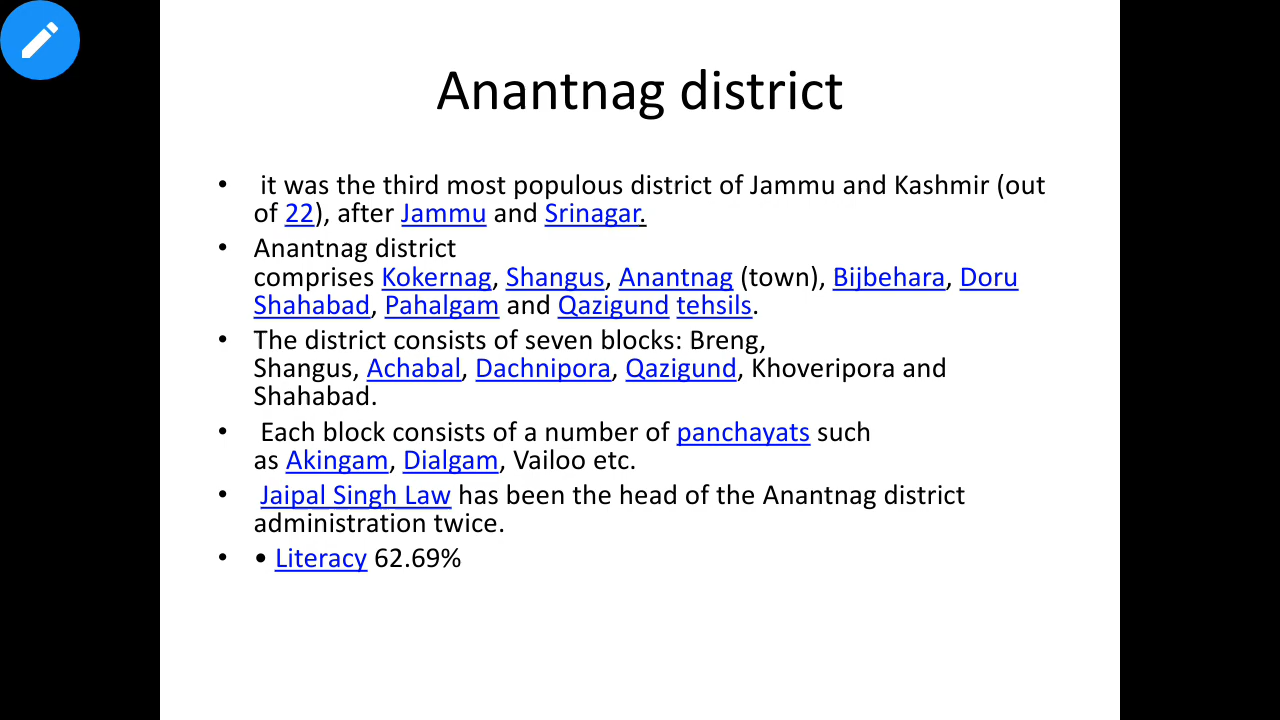 Anantnag district
• it was the third most populous district of Jammu and Kashmir (out
of 22), after Jammu and Srinagar.
• Anantnag district
comprises Kokernag, Shangus, Anantnag (town), Bijbehara, Doru
Shahabad, Pahalgam and Qazigund tehsils.
• The district consists of seven blocks: Breng,
Shangus, Achabal, Dachnipora, Qazigund, Khoveripora and
Shahabad.
• Each block consists of a number of panchayats such
as Akingam, Dialgam, Vailoo etc.
• Jaipal Singh Law has been the head of the Anantnag district
administration twice.
• • Literacy 62.69%